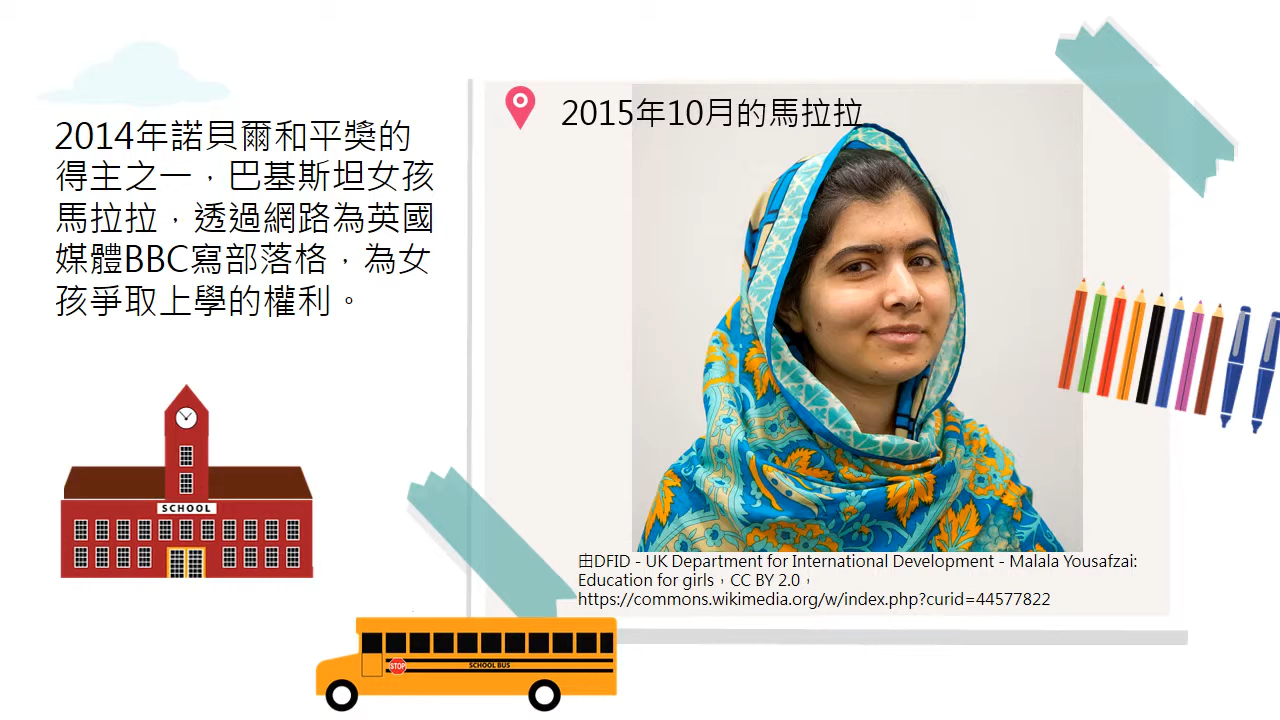 2014年諾貝爾和平獎的
得主之一，巴基斯坦女孩
馬拉拉，透過網路為英國
媒體BBC寫部落格，為女
孩爭取上學的權利。
2015年10月的馬拉拉
由DFID - UK Department for International Development - Malala Yousafzai:
Education for girls，CC BY 2.0，
https://commons.wikimedia.org/w/index.php?curid=44577822
SCHOOL
STOP
SCHOOL BUS